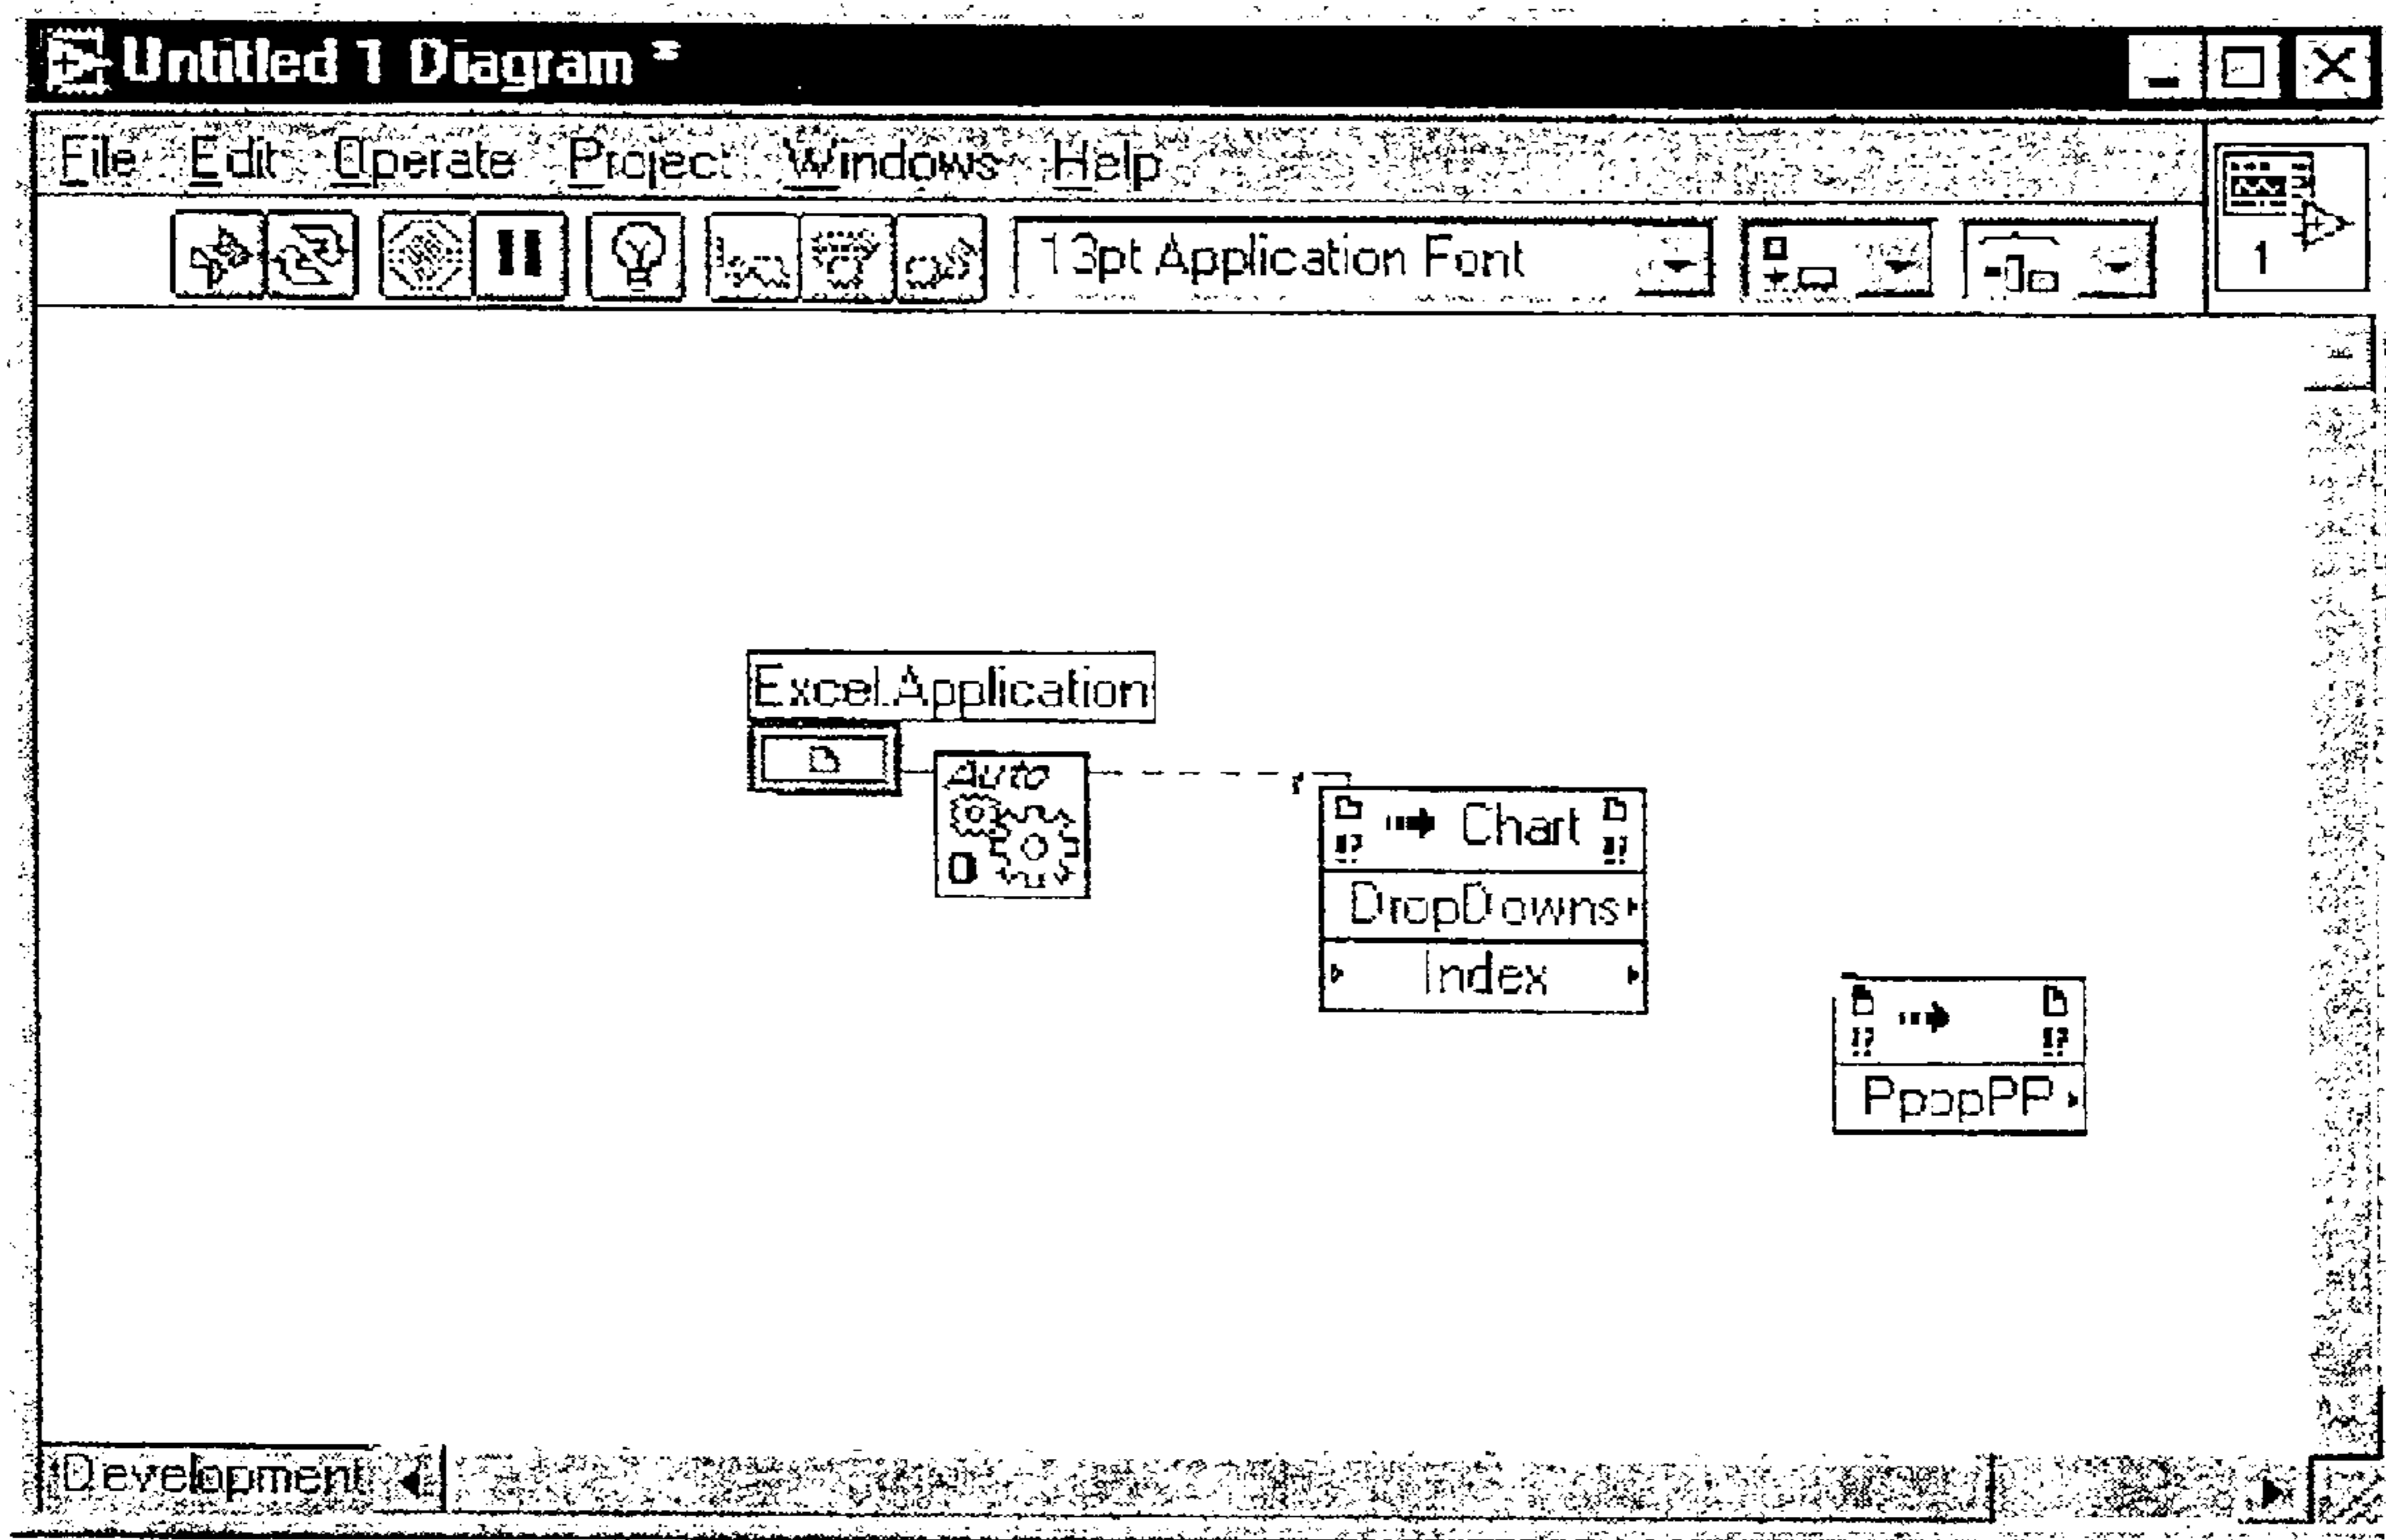 Untitled 1 Diagram *
File Edit Operate Project Windows Help
13pt Application Font
1
Excel.Application
Auto
Chart
DropDowns
Index
PpopPP
Development